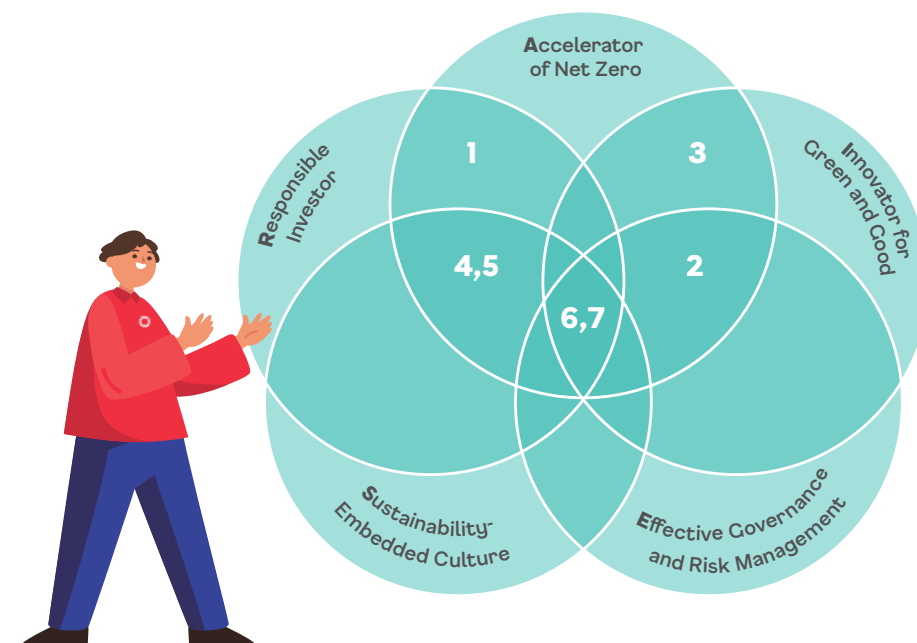 Accelerator
of Net Zero
Responsible
Investor
1
3
Innovator for
Green and Good
4,5
2
6,7
Sustainability-
Embedded Culture
Effective Governance
and Risk Management